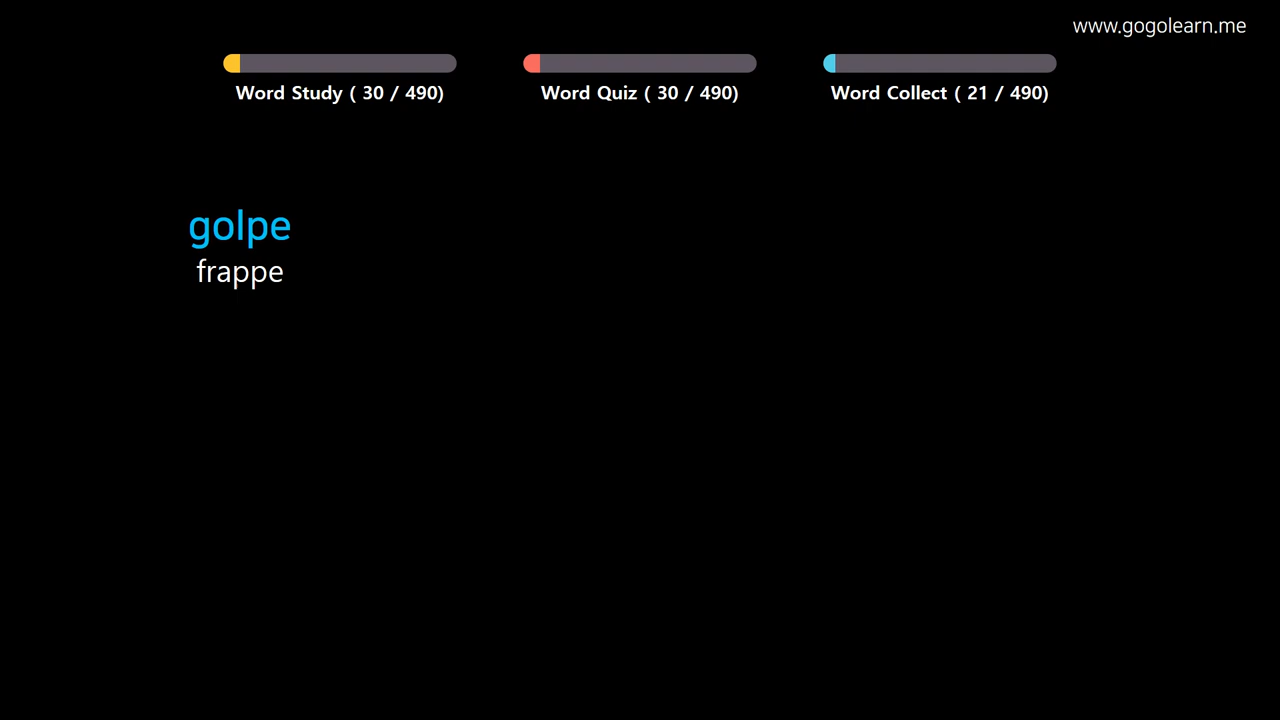 www.gogolearn.me
Word Study ( 30 / 490)
Word Quiz ( 30 / 490)
Word Collect ( 21 / 490)
golpe
frappe